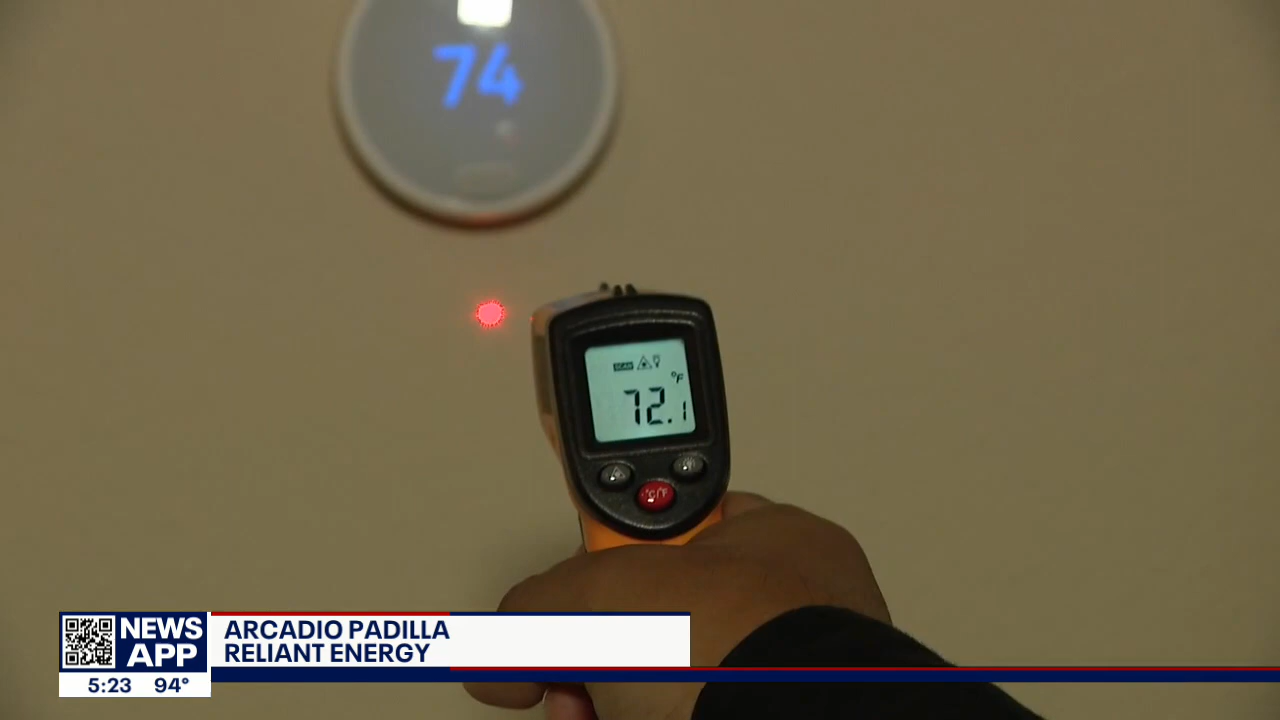 74
SCAN
°F
72.1
°C/°F
NEWS
APP
ARCADIO PADILLA
RELIANT ENERGY
5:23 94°